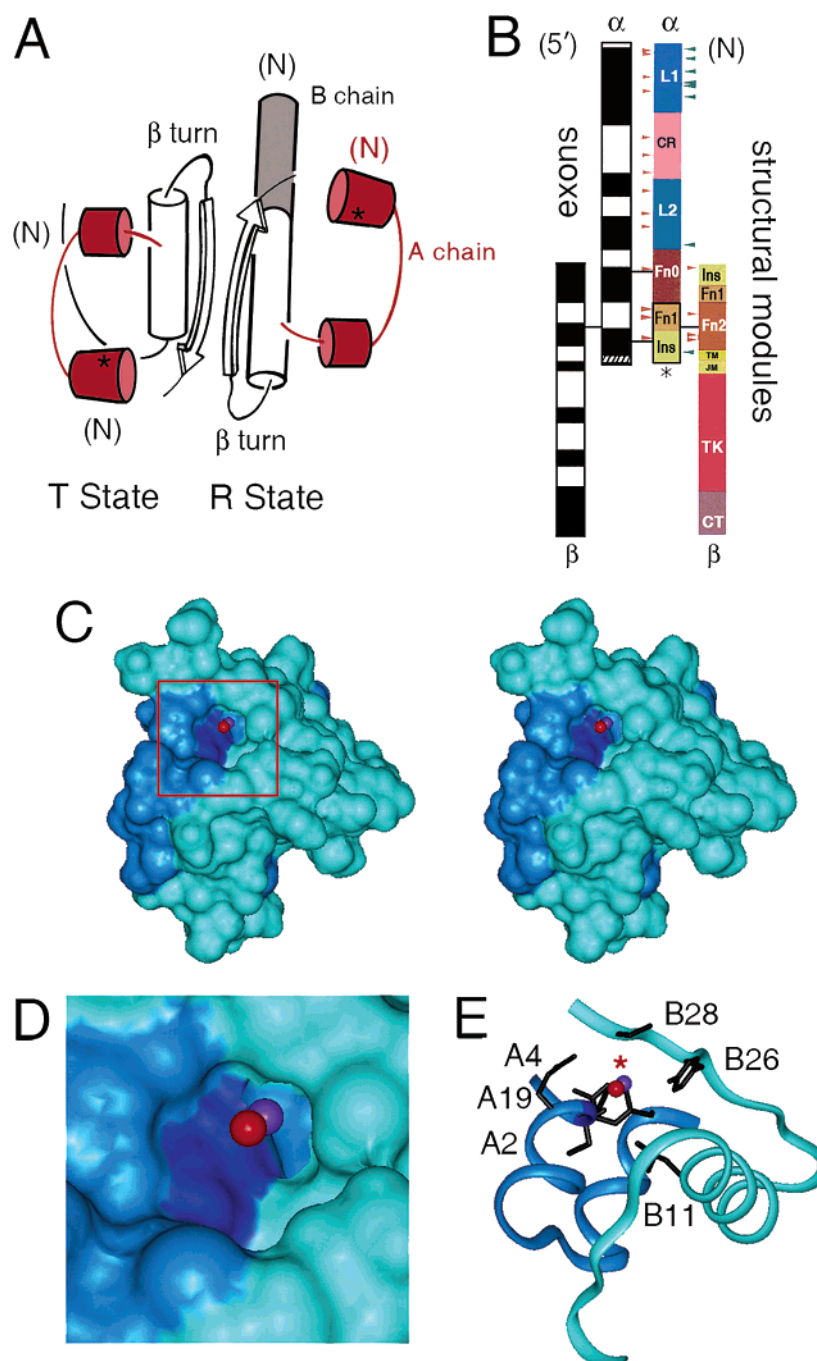 A
(N)
B chain
β turn
(N)
*
(N)
A chain
*
(N)
β turn
T State
R State
B
(5′)
α
α
(N)
exons
structural modules
L1
CR
L2
Fn0
Fn1
Ins
*
Ins
Fn1
Fn2
TM
JM
TK
CT
β
β
C
D
E
B28
A4
*
B26
A19
A2
B11